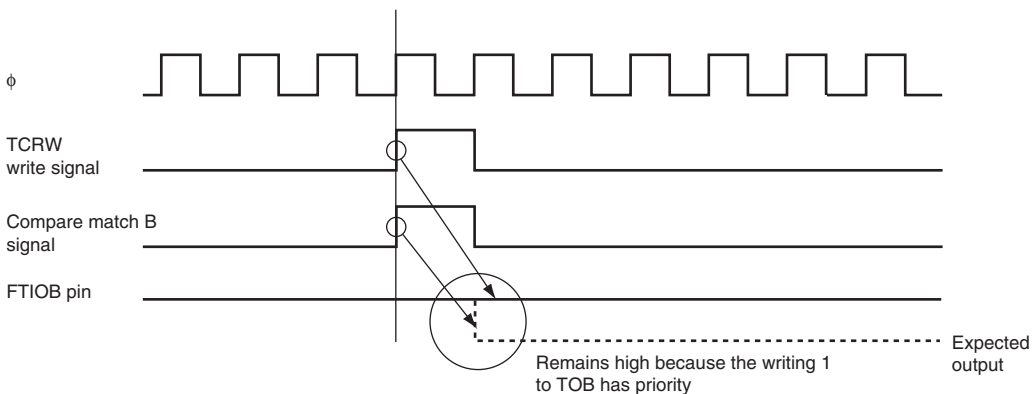 ϕ
TCRW
write signal
Compare match B
signal
FTIOB pin
Expected
output
Remains high because the writing 1
to TOB has priority